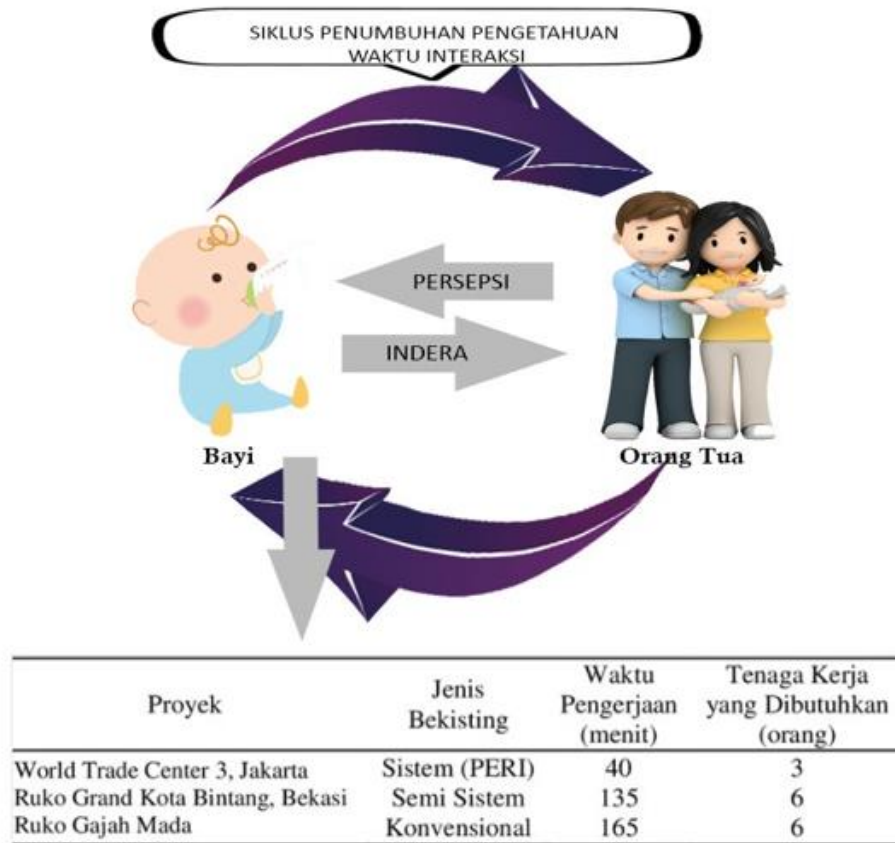 SIKLUS PENUMBUHAN PENGETAHUAN
WAKTU INTERAKSI
PERSEPSI
INDERA
Bayi
Orang Tua
Proyek
Jenis
Bekisting
Waktu
Pengerjaan
(menit)
Tenaga Kerja
yang Dibutuhkan
(orang)
World Trade Center 3, Jakarta Sistem (PERI) 40 3
Ruko Grand Kota Bintang, Bekasi Semi Sistem 135 6
Ruko Gajah Mada Konvensional 165 6